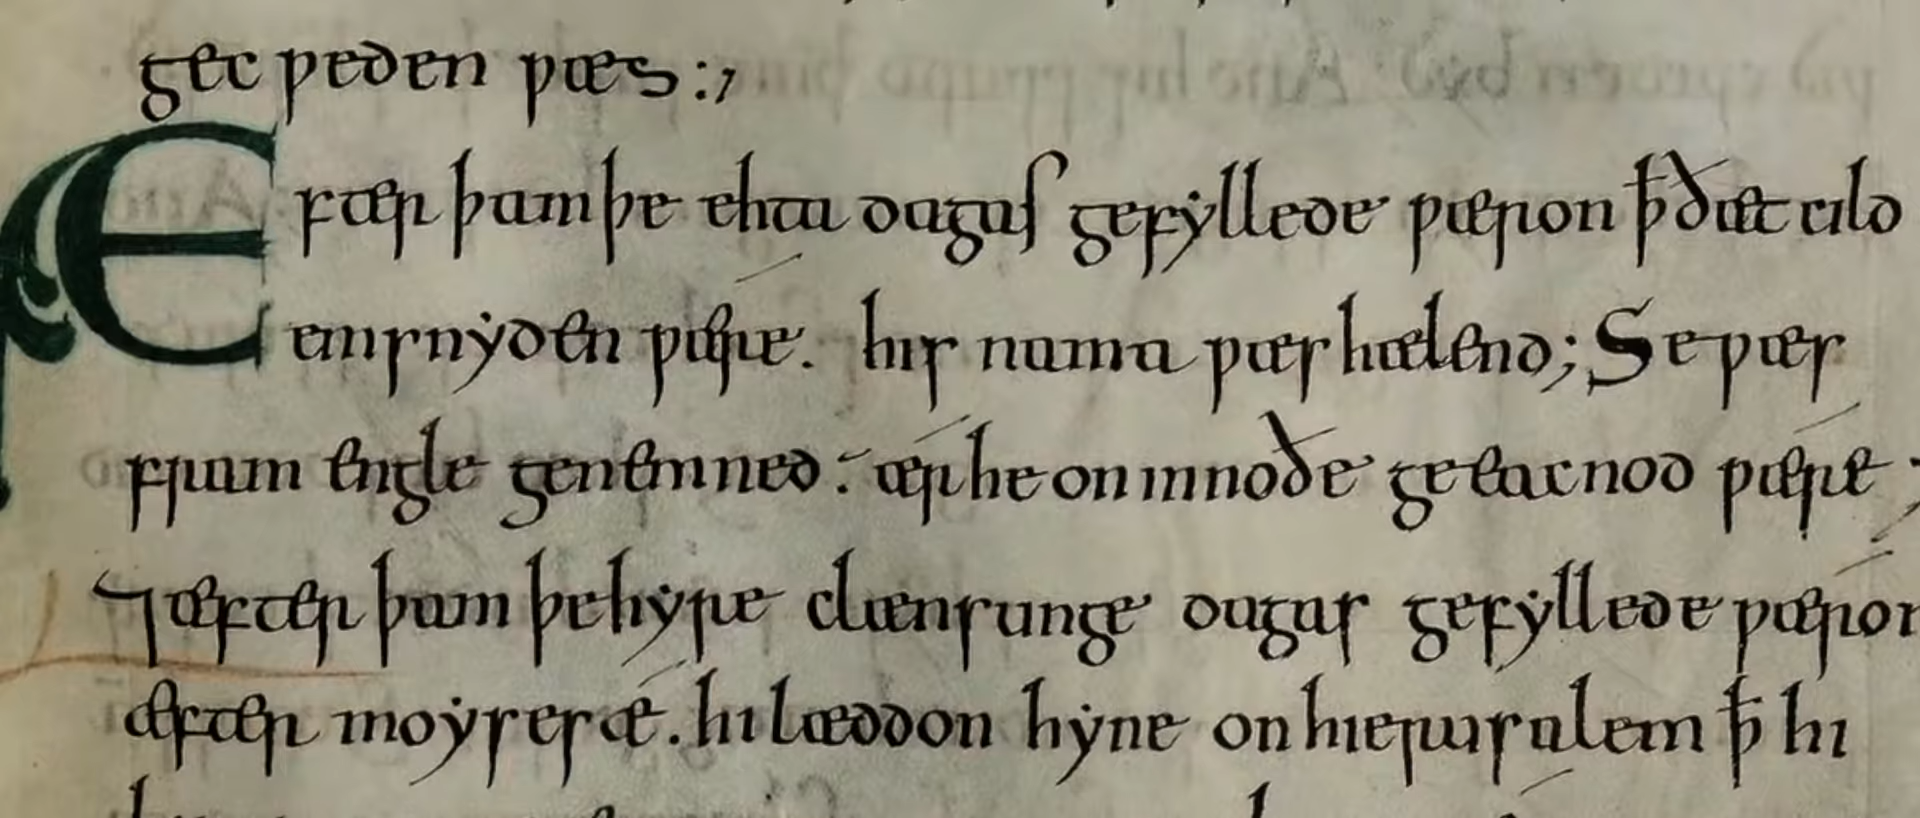 gecƿeden ƿæs :,
Efter þam þe ehta dagas gefyllede ƿæron ꝥ ðæt cild
emsnyden ƿære. his nama ƿæs hælend; Se ƿæs
fram engle genemned : ær he on innoðe geeacnod ƿære ;
⁊ æfter þam þe hyre clænsunge dagas gefyllede ƿæron
æfter moyses ǽ. hi læddon hyne on hierusalem ꝥ hi